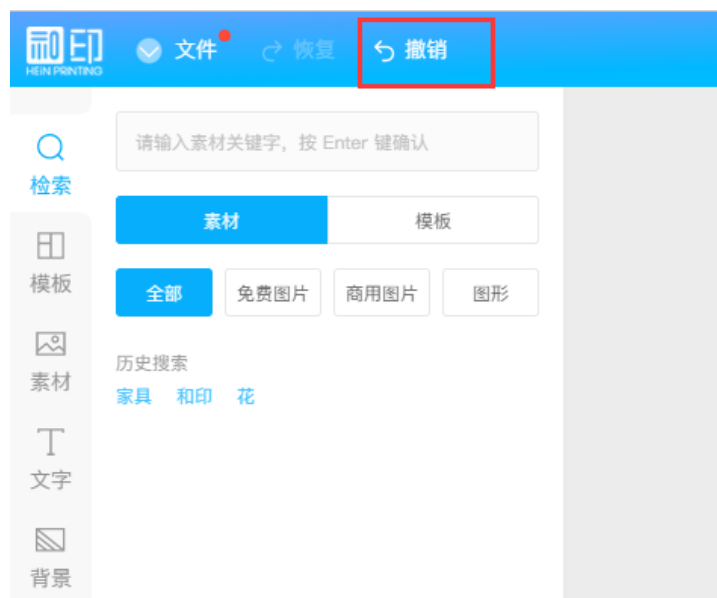 和印
HEIN PRINTING
文件 恢复 撤销
请输入素材关键字，按 Enter 键确认
检索
素材 模板
模板
全部 免费图片 商用图片 图形
素材
历史搜索
家具 和印 花
文字
背景